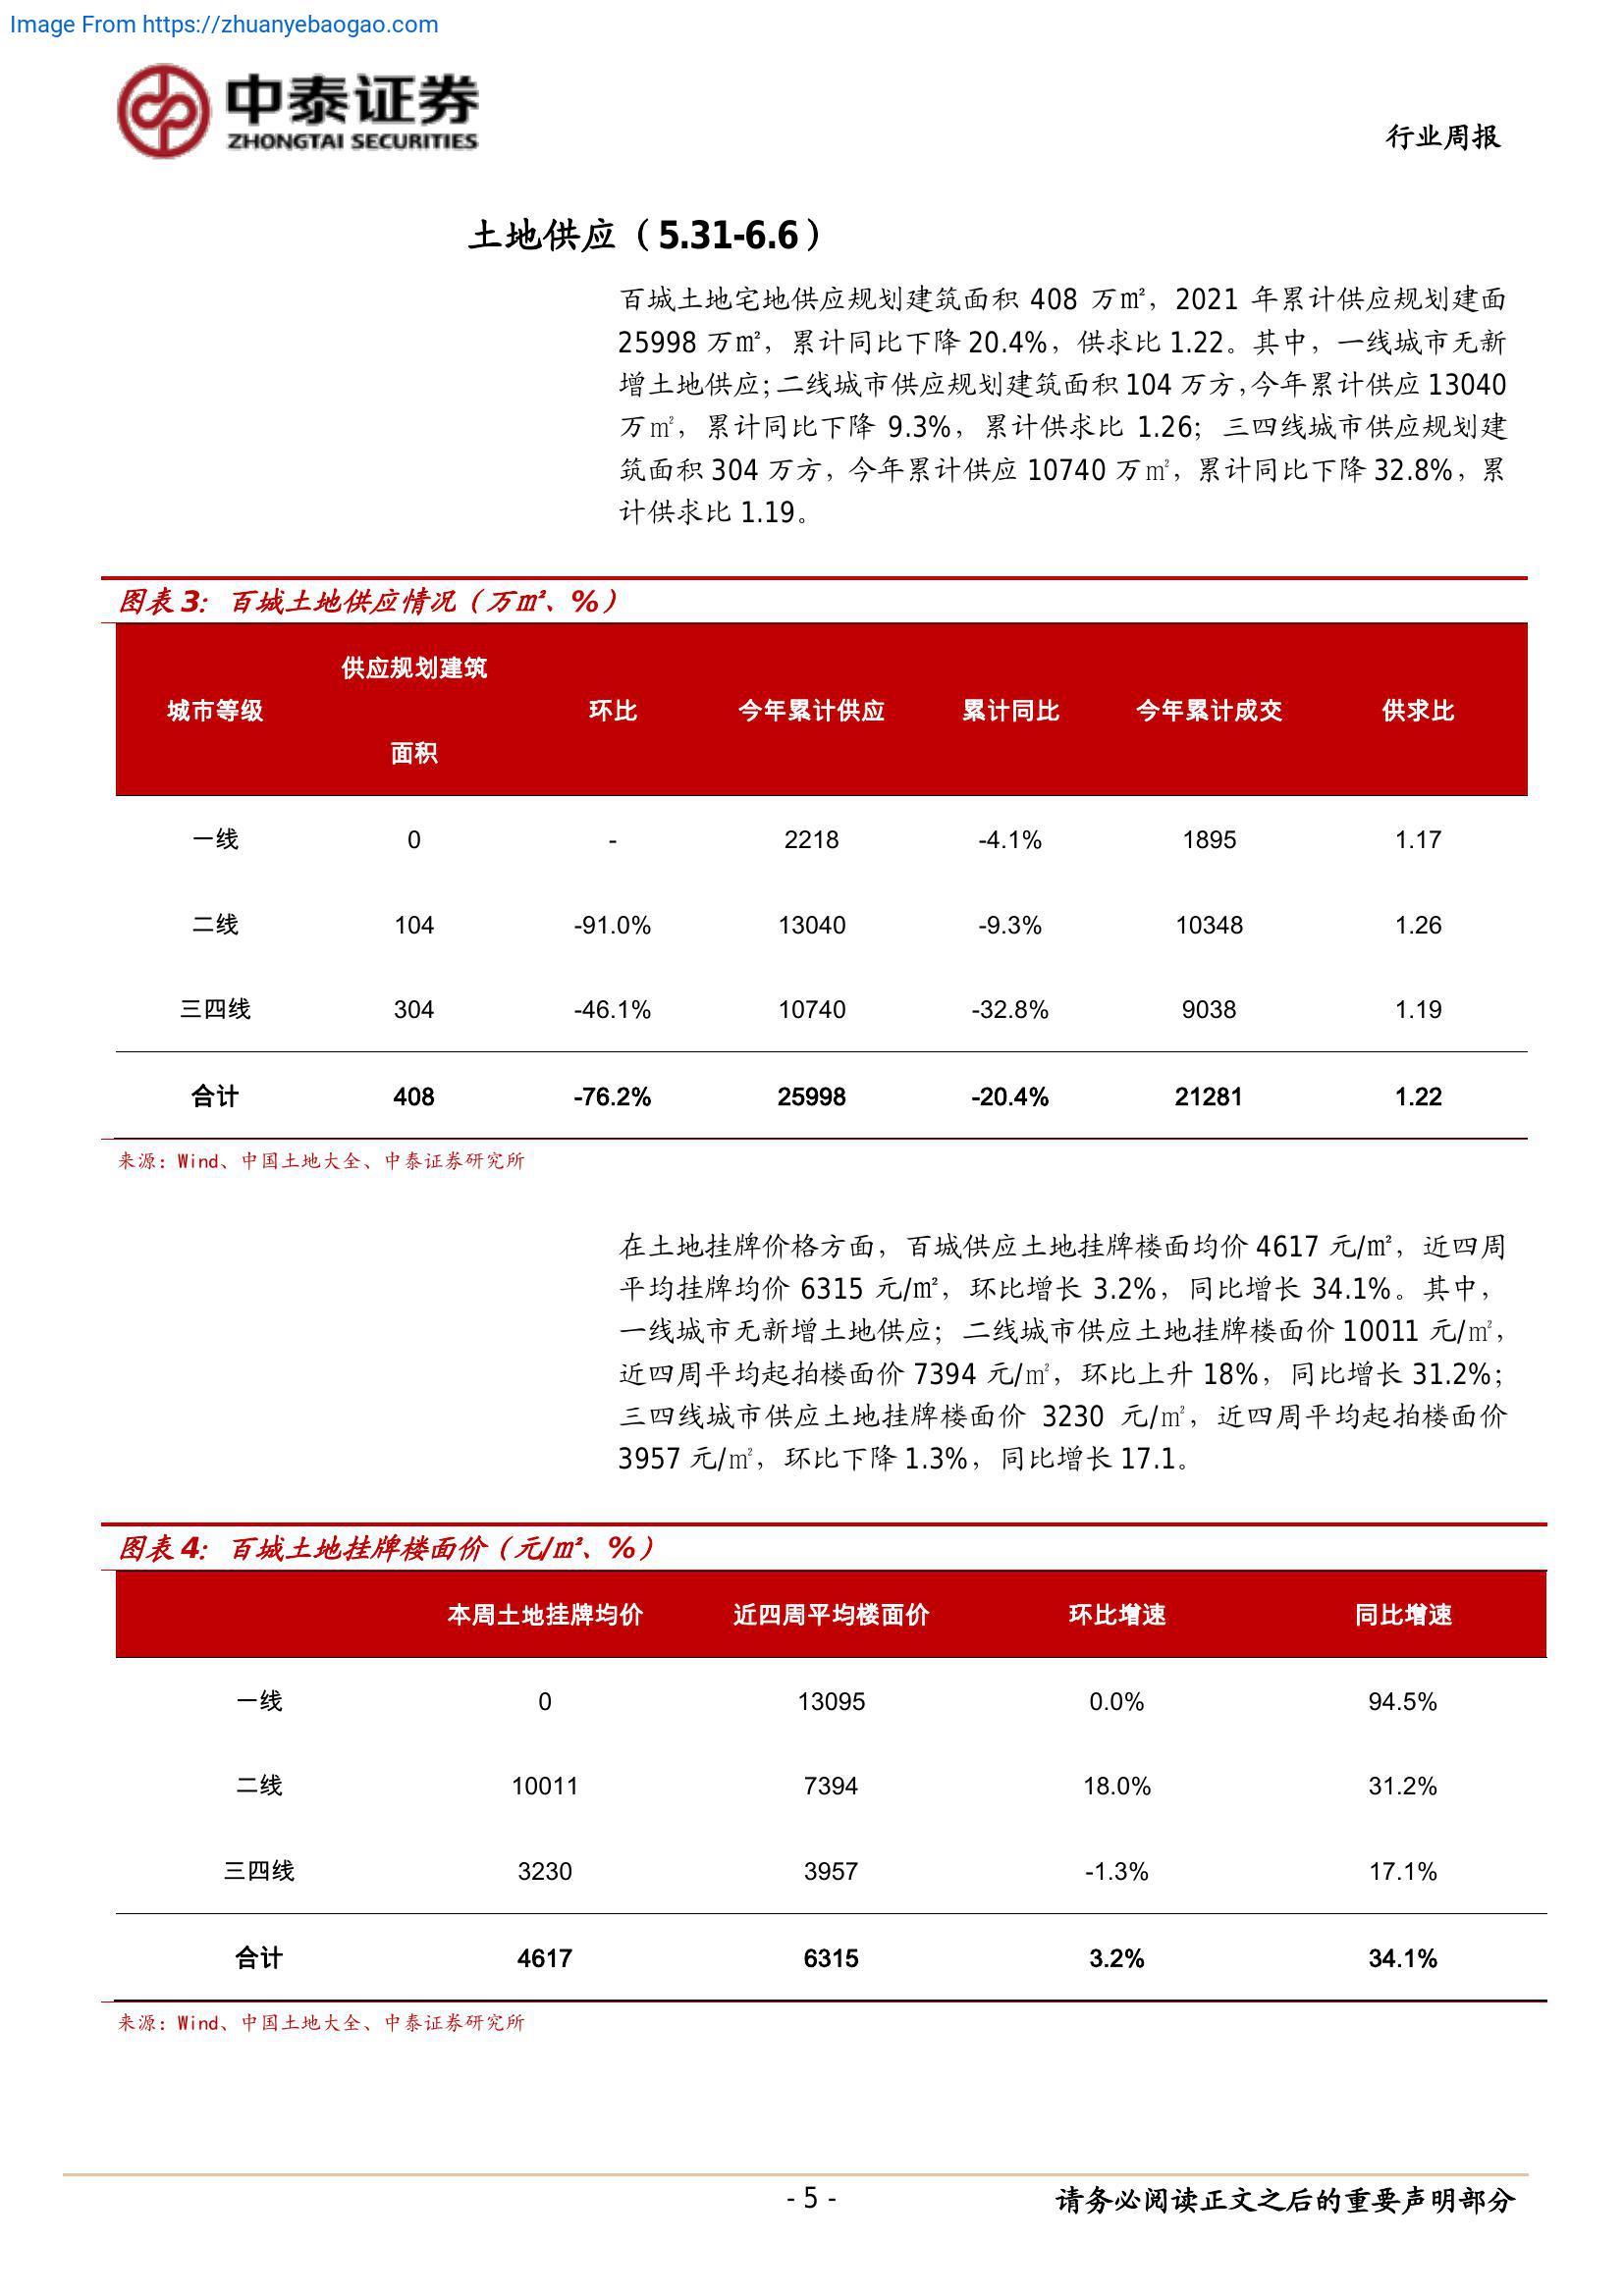 Image From https://zhuanyebaogao.com
中泰证券
ZHONGTAI SECURITIES
行业周报
土地供应（5.31-6.6）
百城土地宅地供应规划建筑面积 408 万㎡，2021 年累计供应规划建面
25998 万㎡，累计同比下降 20.4%，供求比 1.22。其中，一线城市无新
增土地供应；二线城市供应规划建筑面积 104 万方，今年累计供应 13040
万㎡，累计同比下降 9.3%，累计供求比 1.26；三四线城市供应规划建
筑面积 304 万方，今年累计供应 10740 万㎡，累计同比下降 32.8%，累
计供求比 1.19。
图表 3：百城土地供应情况（万㎡、%）
城市等级 供应规划建筑面积 环比 今年累计供应 累计同比 今年累计成交 供求比
一线 0 - 2218 -4.1% 1895 1.17
二线 104 -91.0% 13040 -9.3% 10348 1.26
三四线 304 -46.1% 10740 -32.8% 9038 1.19
合计 408 -76.2% 25998 -20.4% 21281 1.22
来源：Wind、中国土地大全、中泰证券研究所
在土地挂牌价格方面，百城供应土地挂牌楼面均价 4617 元/㎡，近四周
平均挂牌均价 6315 元/㎡，环比增长 3.2%，同比增长 34.1%。其中，
一线城市无新增土地供应；二线城市供应土地挂牌楼面价 10011 元/㎡，
近四周平均起拍楼面价 7394 元/㎡，环比上升 18%，同比增长 31.2%；
三四线城市供应土地挂牌楼面价 3230 元/㎡，近四周平均起拍楼面价
3957 元/㎡，环比下降 1.3%，同比增长 17.1。
图表 4：百城土地挂牌楼面价（元/㎡、%）
本周土地挂牌均价 近四周平均楼面价 环比增速 同比增速
一线 0 13095 0.0% 94.5%
二线 10011 7394 18.0% 31.2%
三四线 3230 3957 -1.3% 17.1%
合计 4617 6315 3.2% 34.1%
来源：Wind、中国土地大全、中泰证券研究所
- 5 -
请务必阅读正文之后的重要声明部分